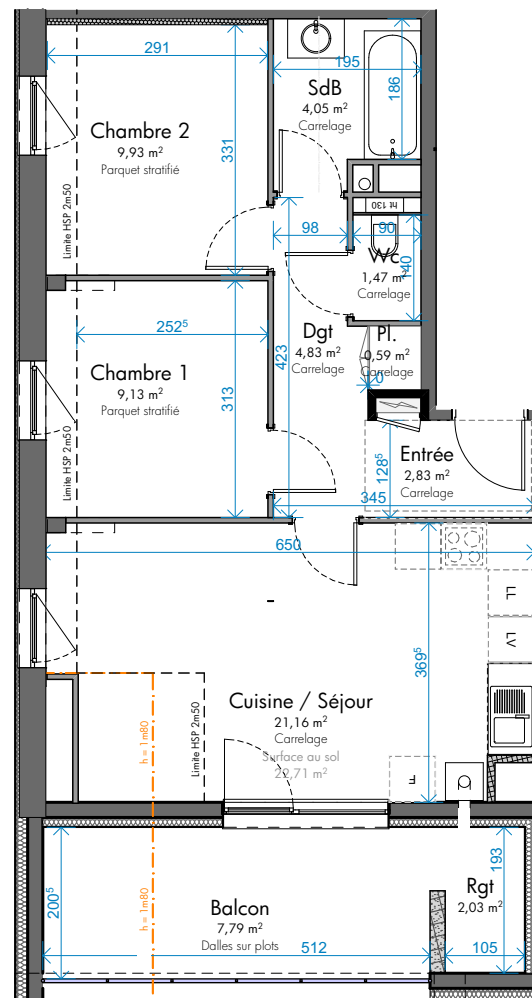 291
195
186
SdB
4,05 m²
Carrelage
Chambre 2
9,93 m²
Parquet stratifié
331
Limite HSP 2m50
ht 130
98
90
WC
1,47 m²
Carrelage
140
252⁵
Chambre 1
9,13 m²
Parquet stratifié
313
Limite HSP 2m50
423
Dgt
4,83 m²
Carrelage
Pl.
0,59 m²
Carrelage
Entrée
2,83 m²
Carrelage
128⁵
345
650
LL
LV
369⁵
Cuisine / Séjour
21,16 m²
Carrelage
Surface au sol
22,71 m²
Limite HSP 2m50
h = 1m80
F
193
200⁵
h = 1m80
Balcon
7,79 m²
Dalles sur plots
Rgt
2,03 m²
512
105